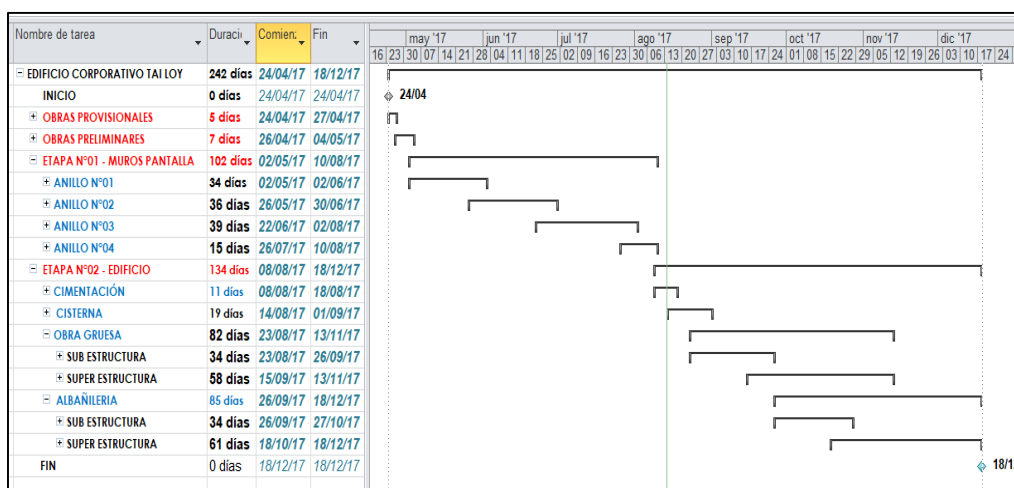 Nombre de tarea Duraci Comien: Fin
may '17 jun '17 jul '17 ago '17 sep '17 oct '17 nov '17 dic '17
16 23 30 07 14 21 28 04 11 18 25 02 09 16 23 30 06 13 20 27 03 10 17 24 01 08 15 22 29 05 12 19 26 03 10 17 24
EDIFICIO CORPORATIVO TAI LOY 242 días 24/04/17 18/12/17
INICIO 0 días 24/04/17 24/04/17 24/04
OBRAS PROVISIONALES 5 días 24/04/17 27/04/17
OBRAS PRELIMINARES 7 días 26/04/17 04/05/17
ETAPA N°01 - MUROS PANTALLA 102 días 02/05/17 10/08/17
ANILLO N°01 34 días 02/05/17 02/06/17
ANILLO N°02 36 días 26/05/17 30/06/17
ANILLO N°03 39 días 22/06/17 02/08/17
ANILLO N°04 15 días 26/07/17 10/08/17
ETAPA N°02 - EDIFICIO 134 días 08/08/17 18/12/17
CIMENTACIÓN 11 días 08/08/17 18/08/17
CISTERNA 19 días 14/08/17 01/09/17
OBRA GRUESA 82 días 23/08/17 13/11/17
SUB ESTRUCTURA 34 días 23/08/17 26/09/17
SUPER ESTRUCTURA 58 días 15/09/17 13/11/17
ALBAÑILERIA 85 días 26/09/17 18/12/17
SUB ESTRUCTURA 34 días 26/09/17 27/10/17
SUPER ESTRUCTURA 61 días 18/10/17 18/12/17
FIN 0 días 18/12/17 18/12/17